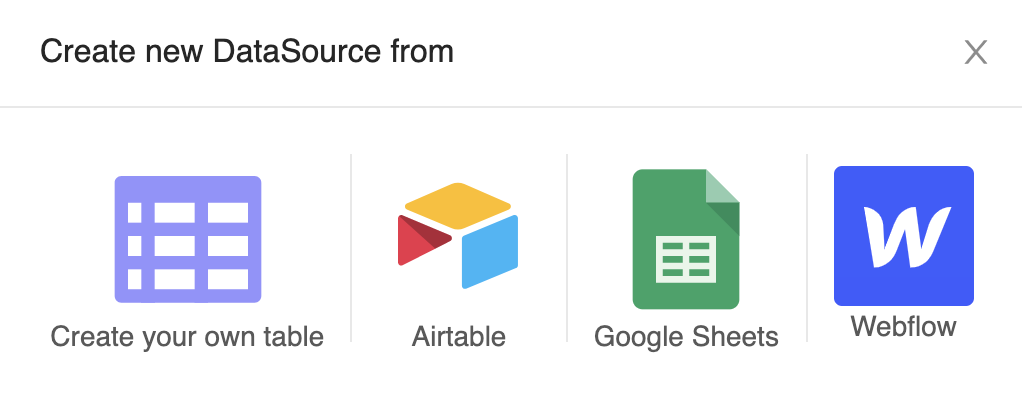 Create new DataSource from
X
Create your own table
Airtable
Google Sheets
Webflow